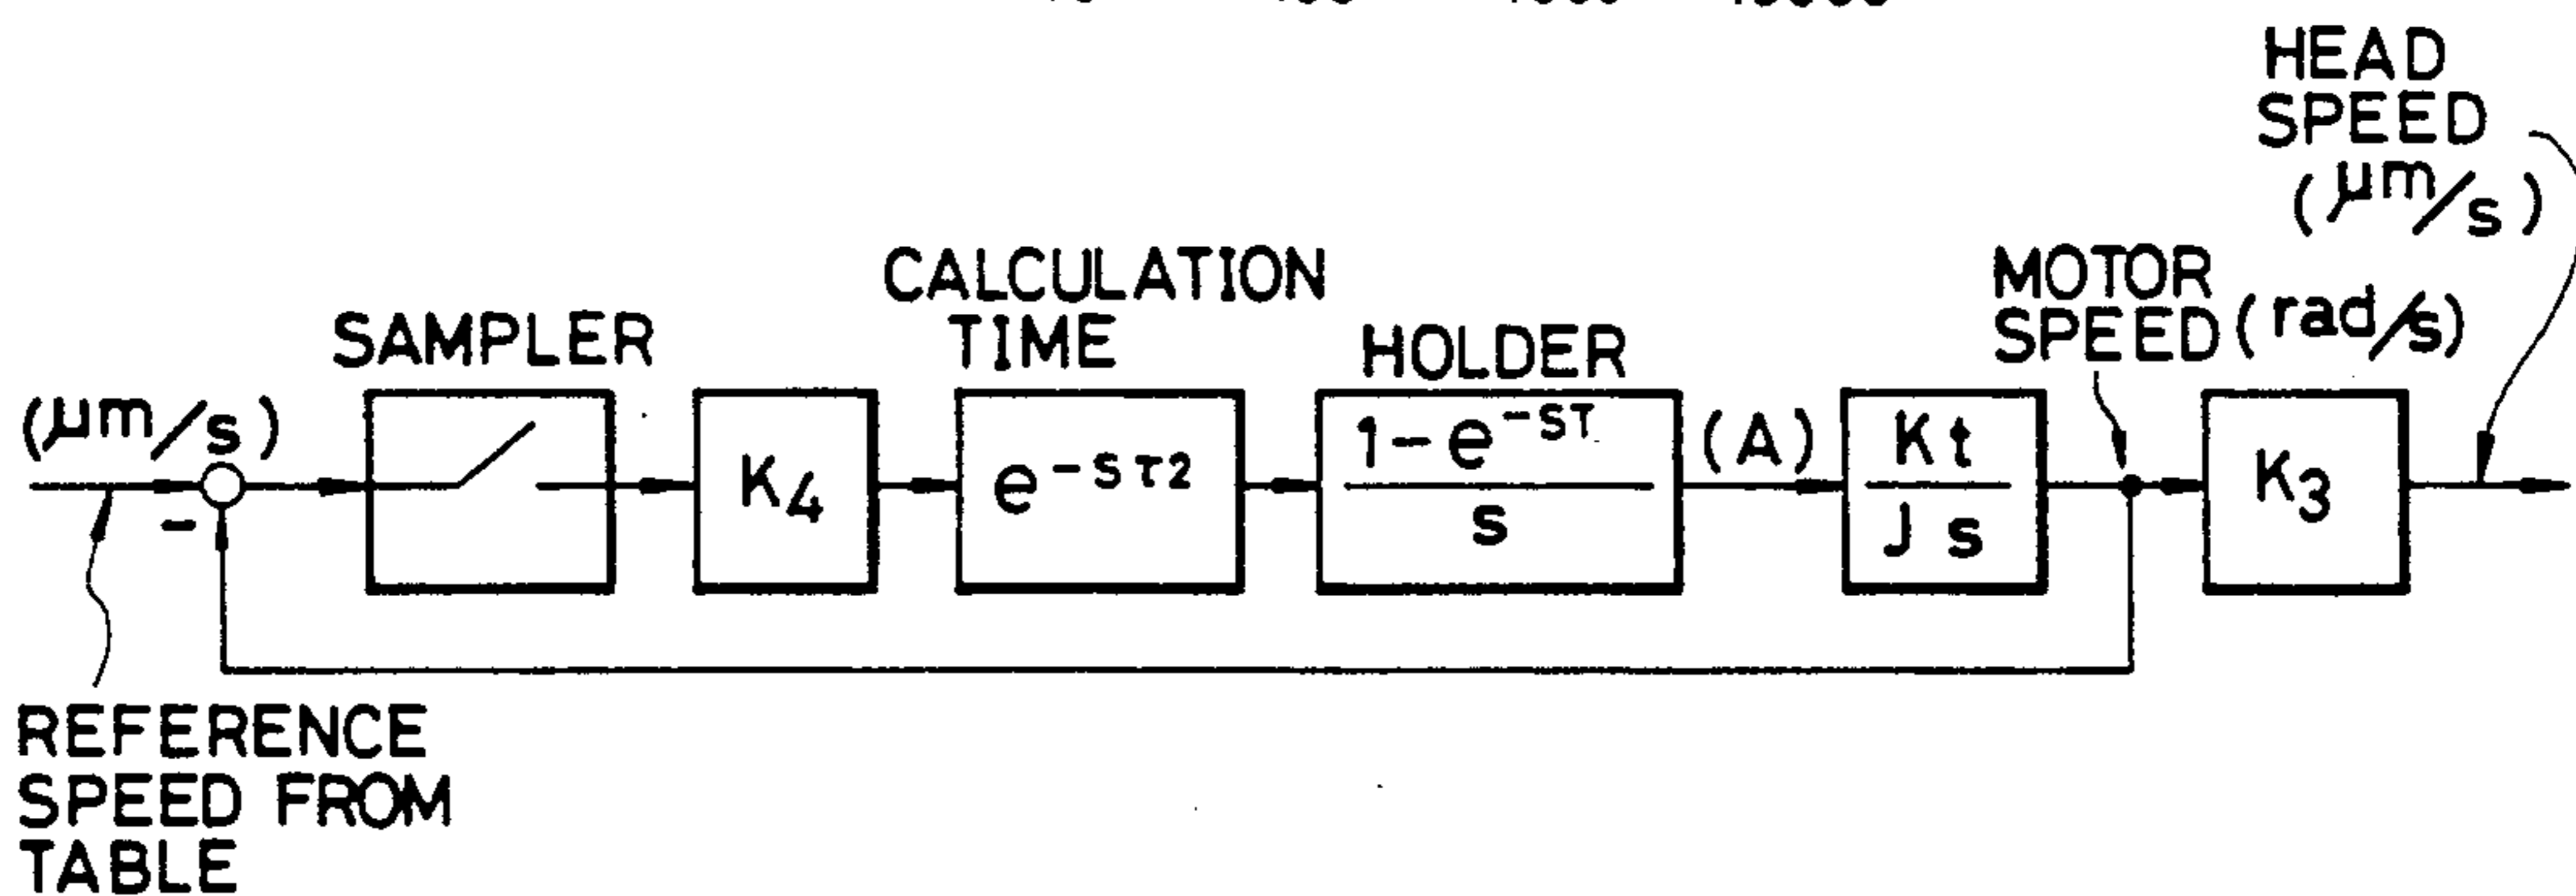 HEAD
SPEED
(μm/s)
CALCULATION
TIME
MOTOR
SPEED (rad/s)
SAMPLER
HOLDER
(μm/s)
-
K4
e^-Sτ2
1-e^-ST
s
(A)
Kt
J s
K3
REFERENCE
SPEED FROM
TABLE